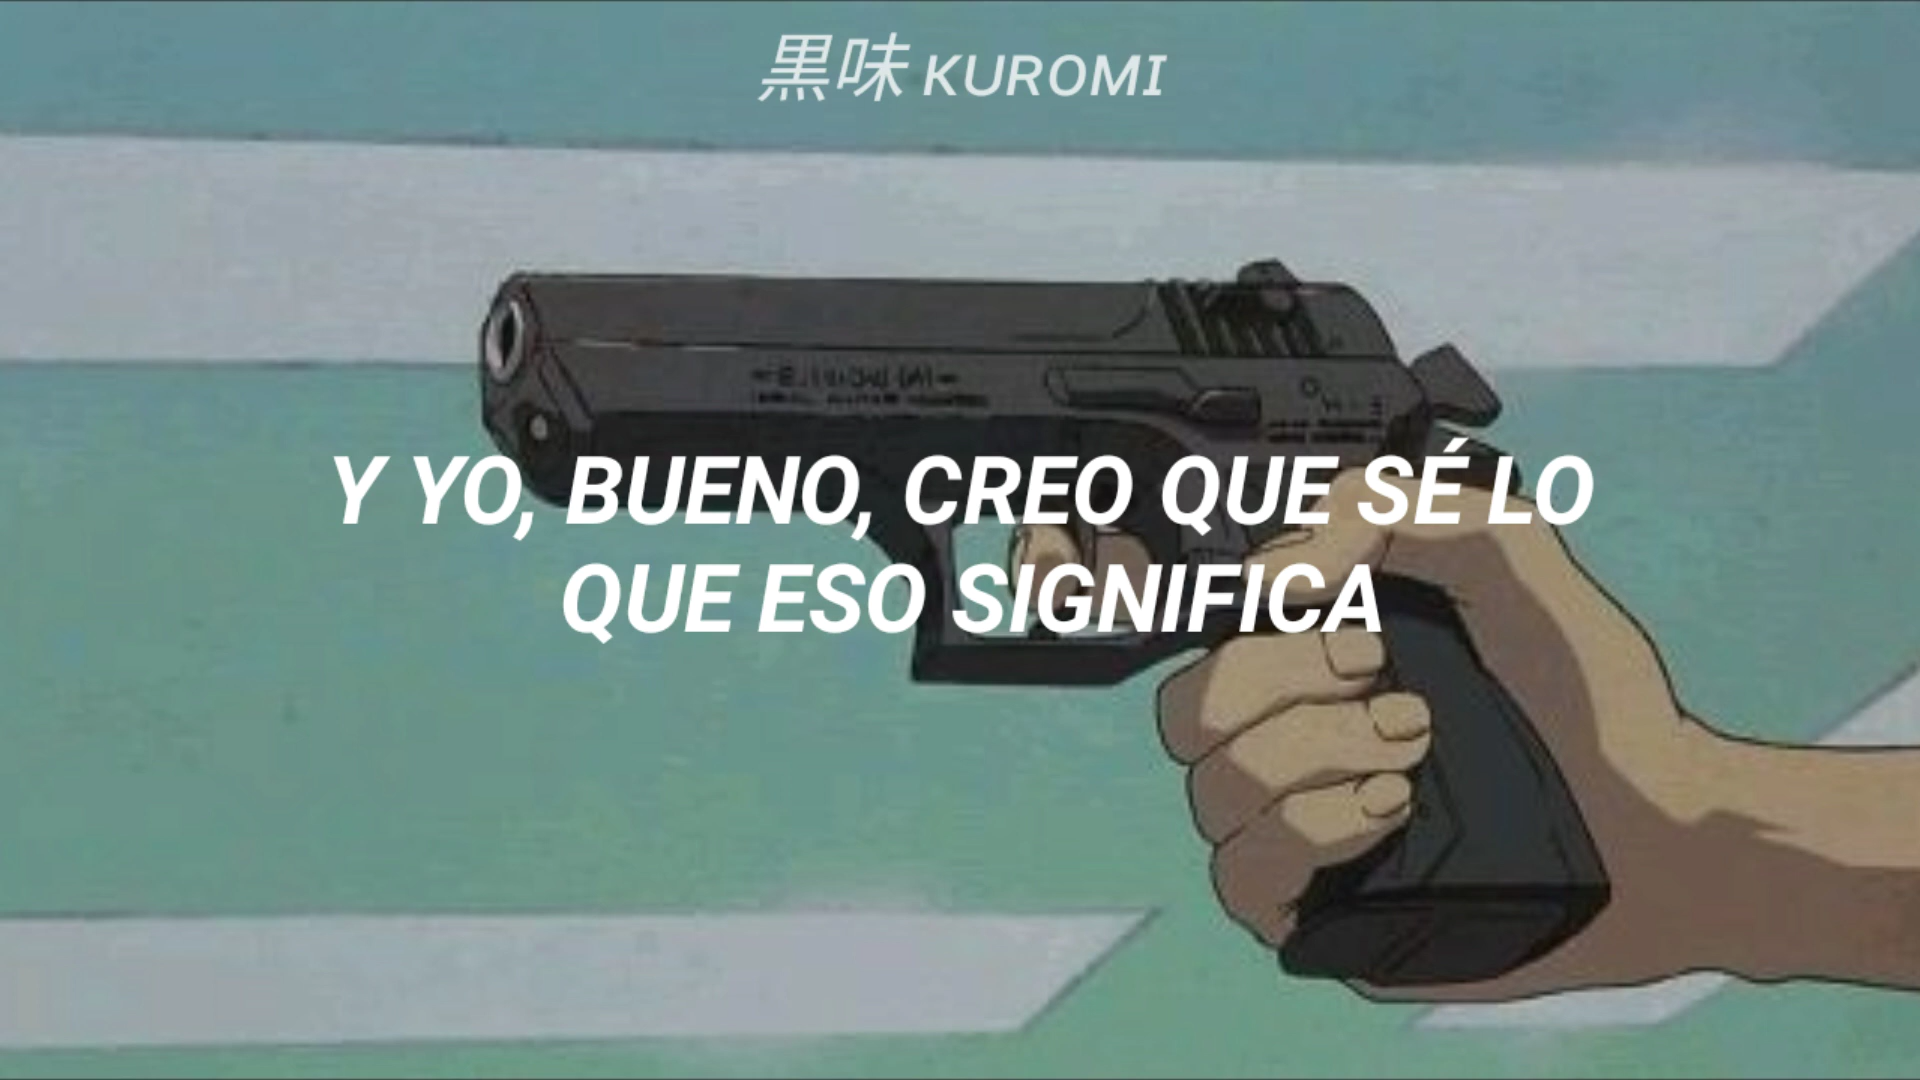 黒味 KUROMI
Y YO, BUENO, CREO QUE SÉ LO
QUE ESO SIGNIFICA